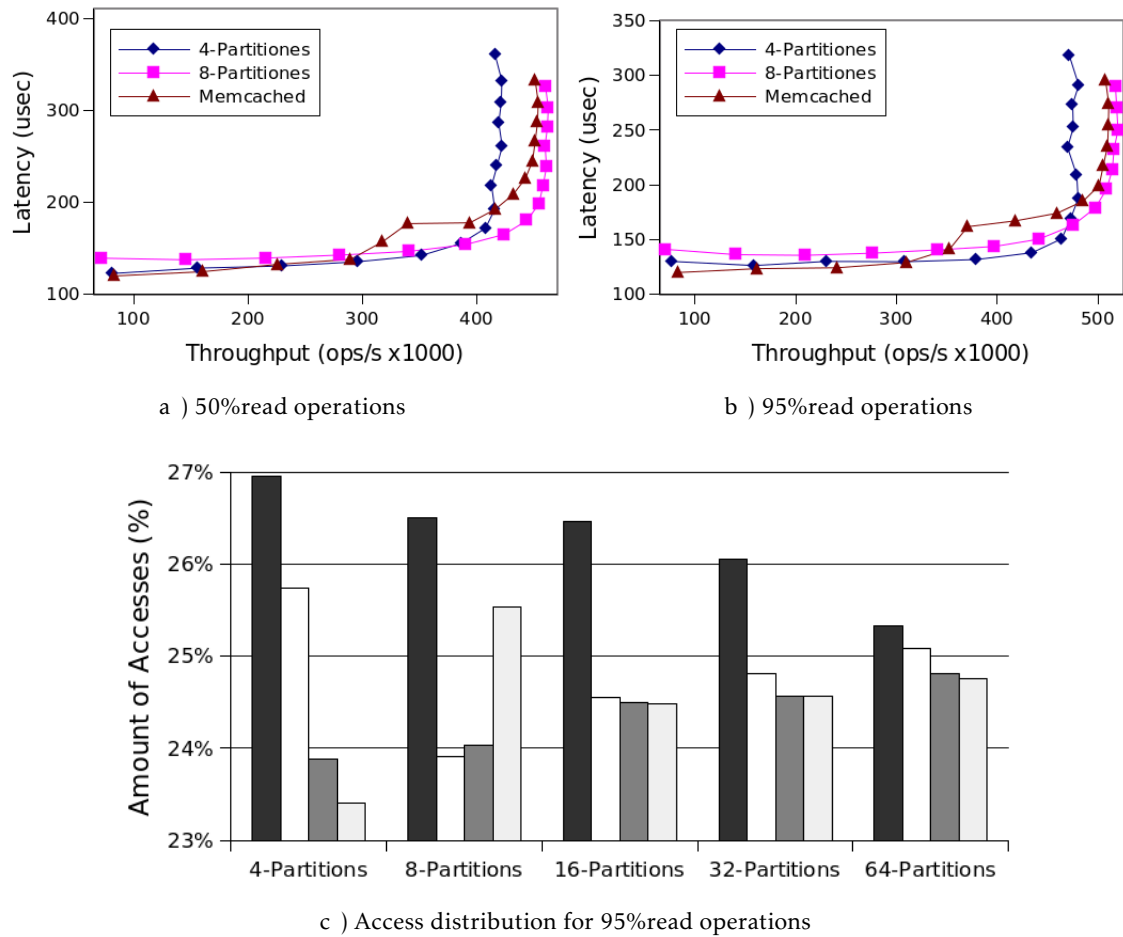 400
300
200
100
Latency (usec)
4-Partitiones
8-Partitiones
Memcached
100
200
300
400
Throughput (ops/s x1000)
a ) 50%read operations
350
300
250
200
150
100
Latency (usec)
4-Partitiones
8-Partitiones
Memcached
100
200
300
400
500
Throughput (ops/s x1000)
b ) 95%read operations
27%
26%
25%
24%
23%
Amount of Accesses (%)
4-Partitions
8-Partitions
16-Partitions
32-Partitions
64-Partitions
c ) Access distribution for 95%read operations